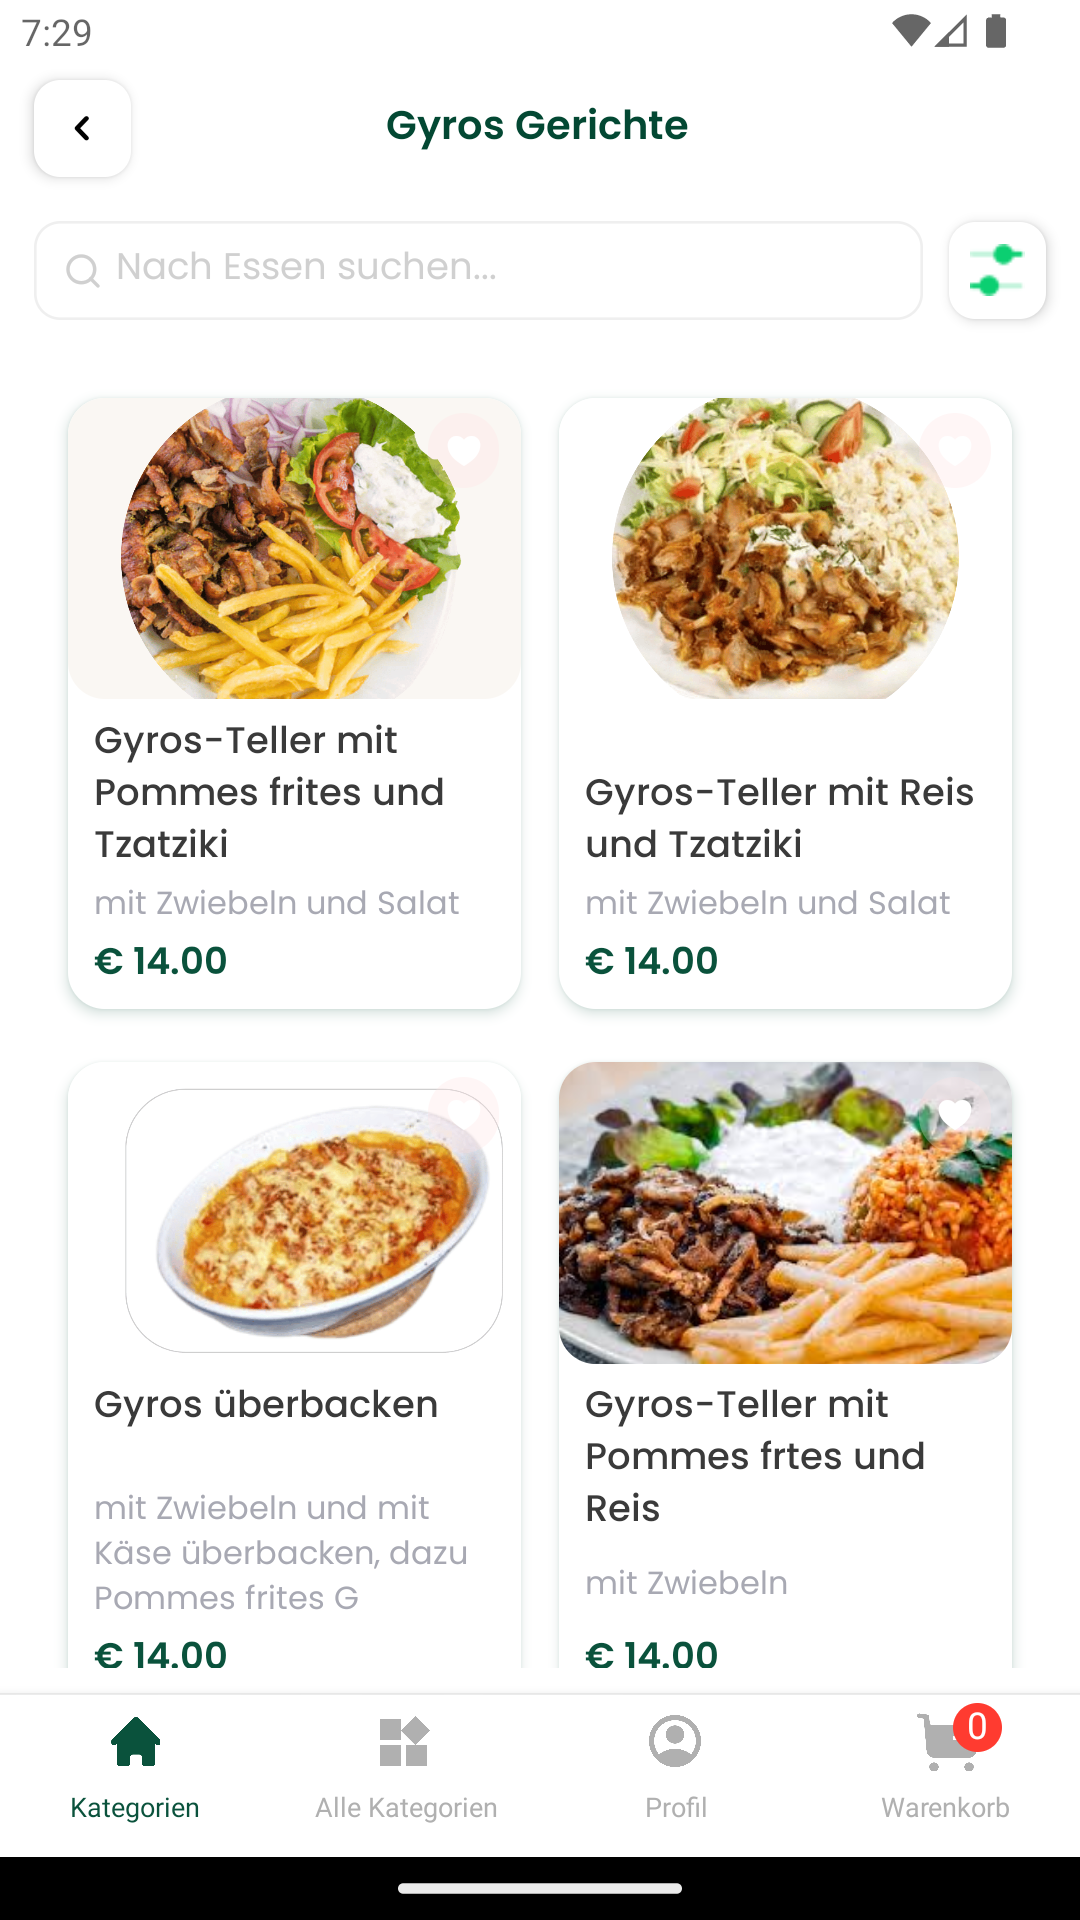 7:29
Gyros Gerichte
Nach Essen suchen...
Gyros-Teller mit
Pommes frites und
Tzatziki
mit Zwiebeln und Salat
€ 14.00
Gyros-Teller mit Reis
und Tzatziki
mit Zwiebeln und Salat
€ 14.00
Gyros überbacken
mit Zwiebeln und mit
Käse überbacken, dazu
Pommes frites G
€ 14.00
Gyros-Teller mit
Pommes frtes und
Reis
mit Zwiebeln
€ 14.00
Kategorien
Alle Kategorien
Profil
0
Warenkorb